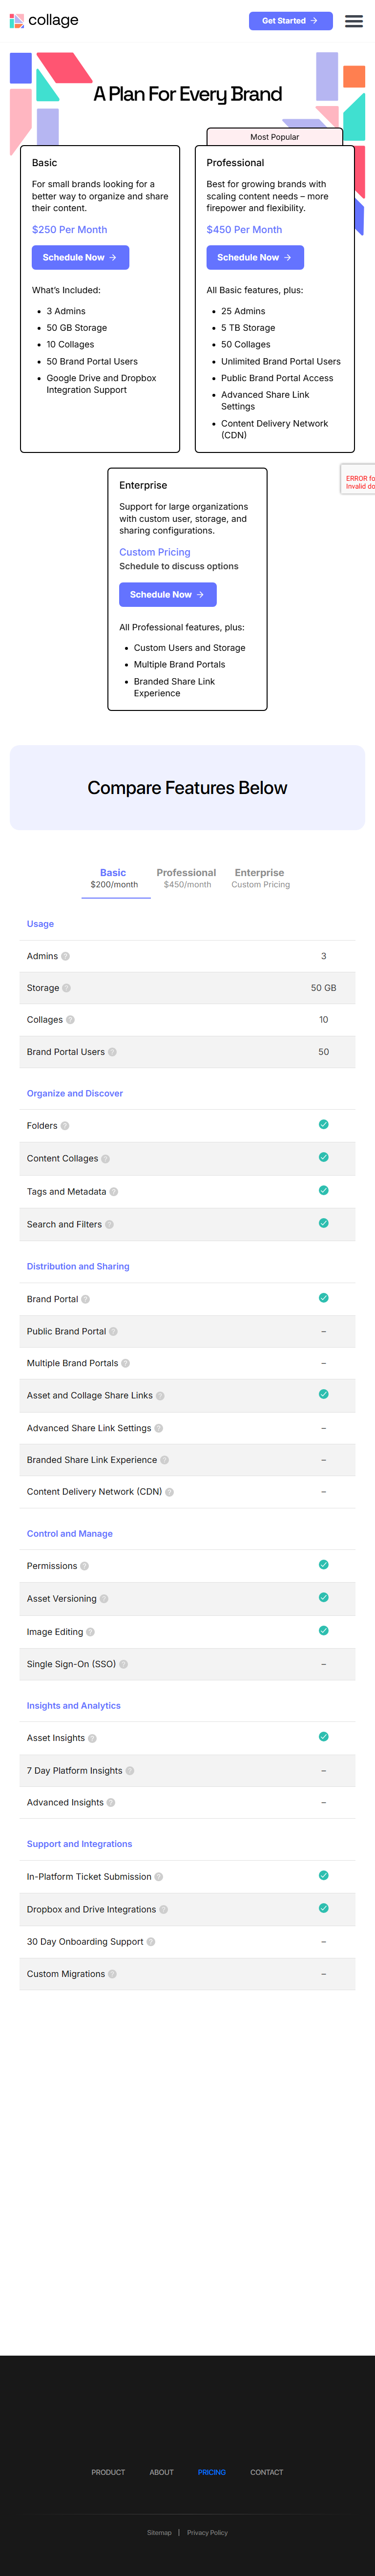 collage
Get Started →
A Plan For Every Brand
Basic
For small brands looking for a
better way to organize and share
their content.
$250 Per Month
Schedule Now →
What's Included:
• 3 Admins
• 50 GB Storage
• 10 Collages
• 50 Brand Portal Users
• Google Drive and Dropbox
Integration Support
Most Popular
Professional
Best for growing brands with
scaling content needs – more
firepower and flexibility.
$450 Per Month
Schedule Now →
All Basic features, plus:
• 25 Admins
• 5 TB Storage
• 50 Collages
• Unlimited Brand Portal Users
• Public Brand Portal Access
• Advanced Share Link
Settings
• Content Delivery Network
(CDN)
ERROR fo
Invalid do
Enterprise
Support for large organizations
with custom user, storage, and
sharing configurations.
Custom Pricing
Schedule to discuss options
Schedule Now →
All Professional features, plus:
• Custom Users and Storage
• Multiple Brand Portals
• Branded Share Link
Experience
Compare Features Below
Basic Professional Enterprise
$200/month $450/month Custom Pricing
Usage
Admins ? 3
Storage ? 50 GB
Collages ? 10
Brand Portal Users ? 50
Organize and Discover
Folders ?
Content Collages ?
Tags and Metadata ?
Search and Filters ?
Distribution and Sharing
Brand Portal ?
Public Brand Portal ? –
Multiple Brand Portals ? –
Asset and Collage Share Links ?
Advanced Share Link Settings ? –
Branded Share Link Experience ? –
Content Delivery Network (CDN) ? –
Control and Manage
Permissions ?
Asset Versioning ?
Image Editing ?
Single Sign-On (SSO) ? –
Insights and Analytics
Asset Insights ?
7 Day Platform Insights ? –
Advanced Insights ? –
Support and Integrations
In-Platform Ticket Submission ?
Dropbox and Drive Integrations ?
30 Day Onboarding Support ? –
Custom Migrations ? –
PRODUCT ABOUT PRICING CONTACT
Sitemap | Privacy Policy